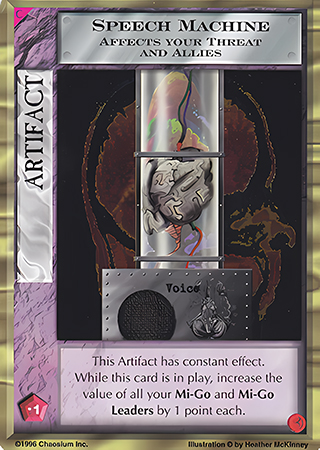 C
SPEECH MACHINE
AFFECTS YOUR THREAT
AND ALLIES
ARTIFACT
Voice
This Artifact has constant effect.
While this card is in play, increase the
value of all your Mi-Go and Mi-Go
Leaders by 1 point each.
-1
©1996 Chaosium Inc.
Illustration © by Heather McKinney